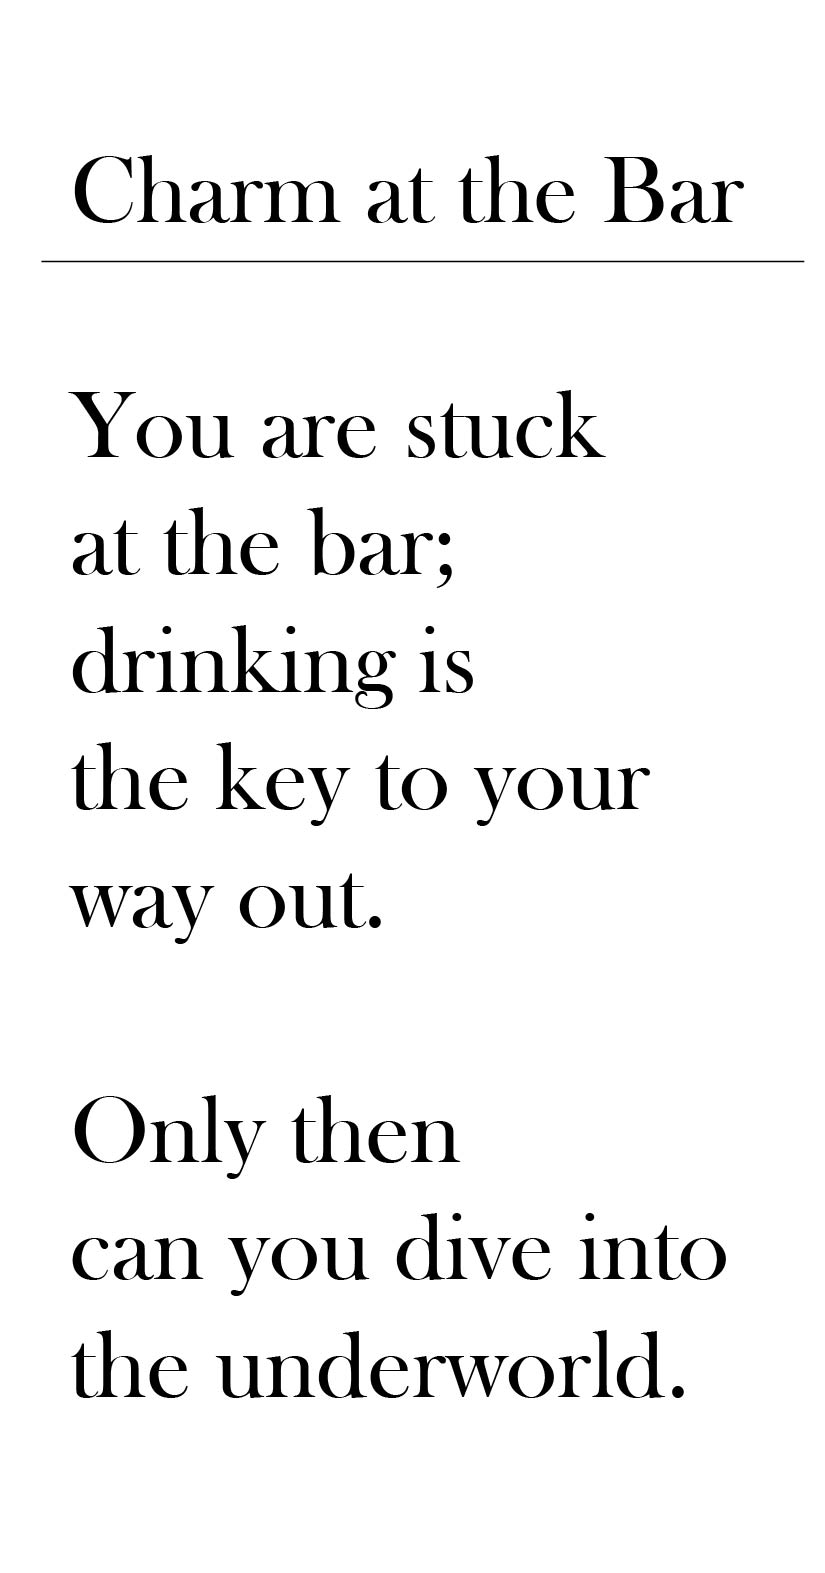 Charm at the Bar
You are stuck
at the bar;
drinking is
the key to your
way out.
Only then
can you dive into
the underworld.